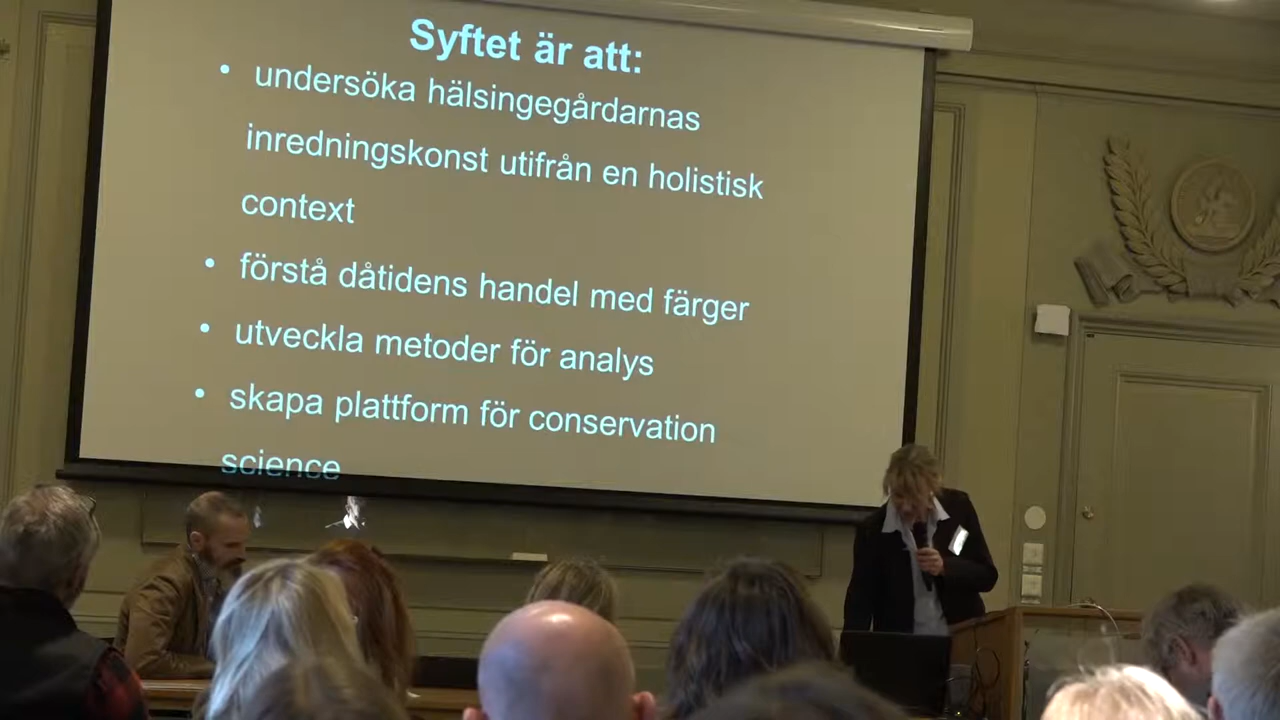 Syftet är att:
• undersöka hälsingegårdarnas
inredningskonst utifrån en holistisk
context
• förstå dåtidens handel med färger
• utveckla metoder för analys
• skapa plattform för conservation
science